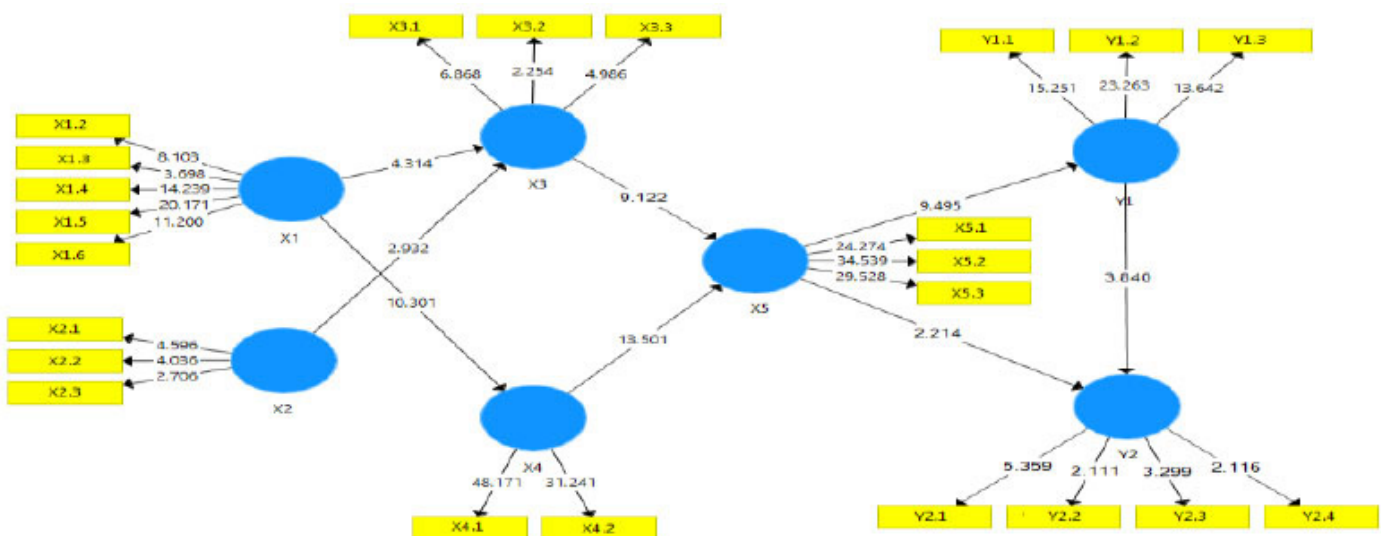 X3.1 X3.2 X3.3
6.868 2.254 4.986
X3
Y1.1 Y1.2 Y1.3
15.251 23.263 13.642
Y1
X1.2
X1.3
X1.4
X1.5
X1.6
8.103
3.698
14.239
20.171
11.200
X1
4.314
2.932
10.301
9.122
9.495
X2.1
X2.2
X2.3
4.596
4.036
2.706
X2
X5
24.274
34.539
29.528
X5.1
X5.2
X5.3
3.840
13.501
2.214
X4
48.171 31.241
X4.1 X4.2
Y2
5.359 2.111 3.299 2.116
Y2.1 Y2.2 Y2.3 Y2.4